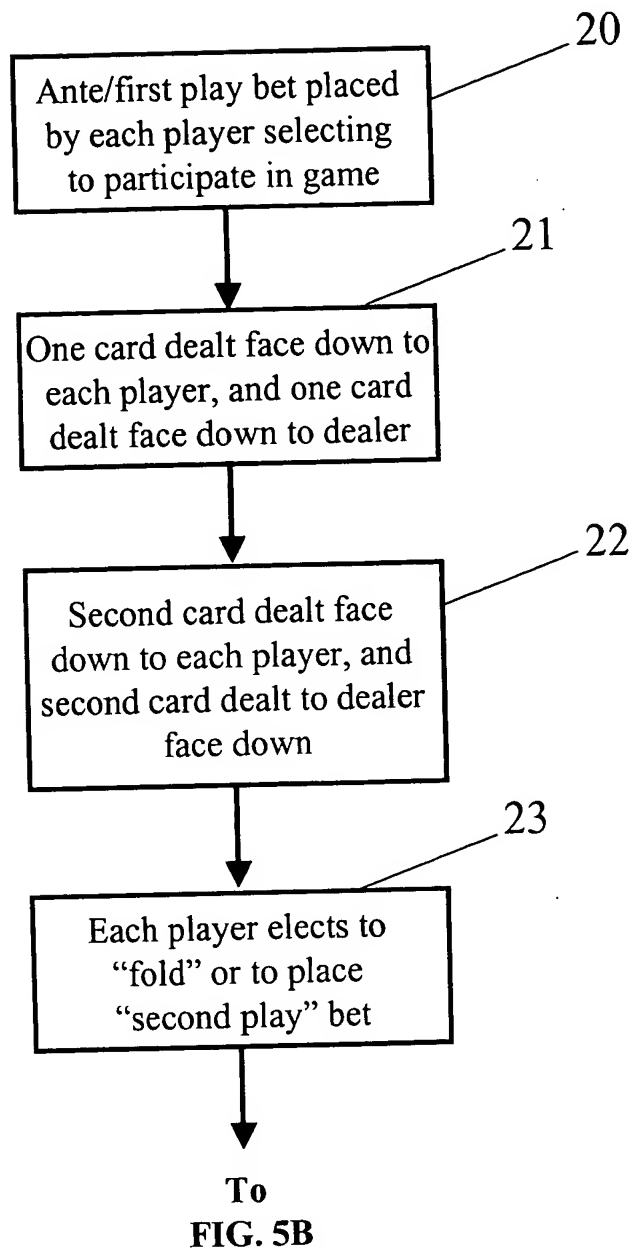 20
Ante/first play bet placed
by each player selecting
to participate in game
21
One card dealt face down to
each player, and one card
dealt face down to dealer
22
Second card dealt face
down to each player, and
second card dealt to dealer
face down
23
Each player elects to
“fold” or to place
“second play” bet
To
FIG. 5B